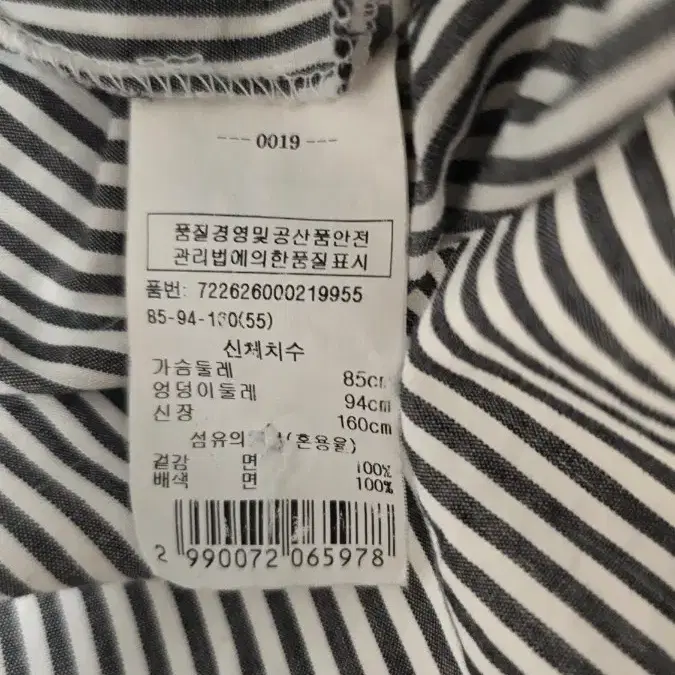 --- 0019 ---
품질경영및공산품안전
관리법에의한품질표시
품번: 722626000219955
85-94-160(55)
신체치수
가슴둘레 85cm
엉덩이둘레 94cm
신장 160cm
섬유의 (혼용율)
겉감 면 100%
배색 면 100%
2 990072 065978